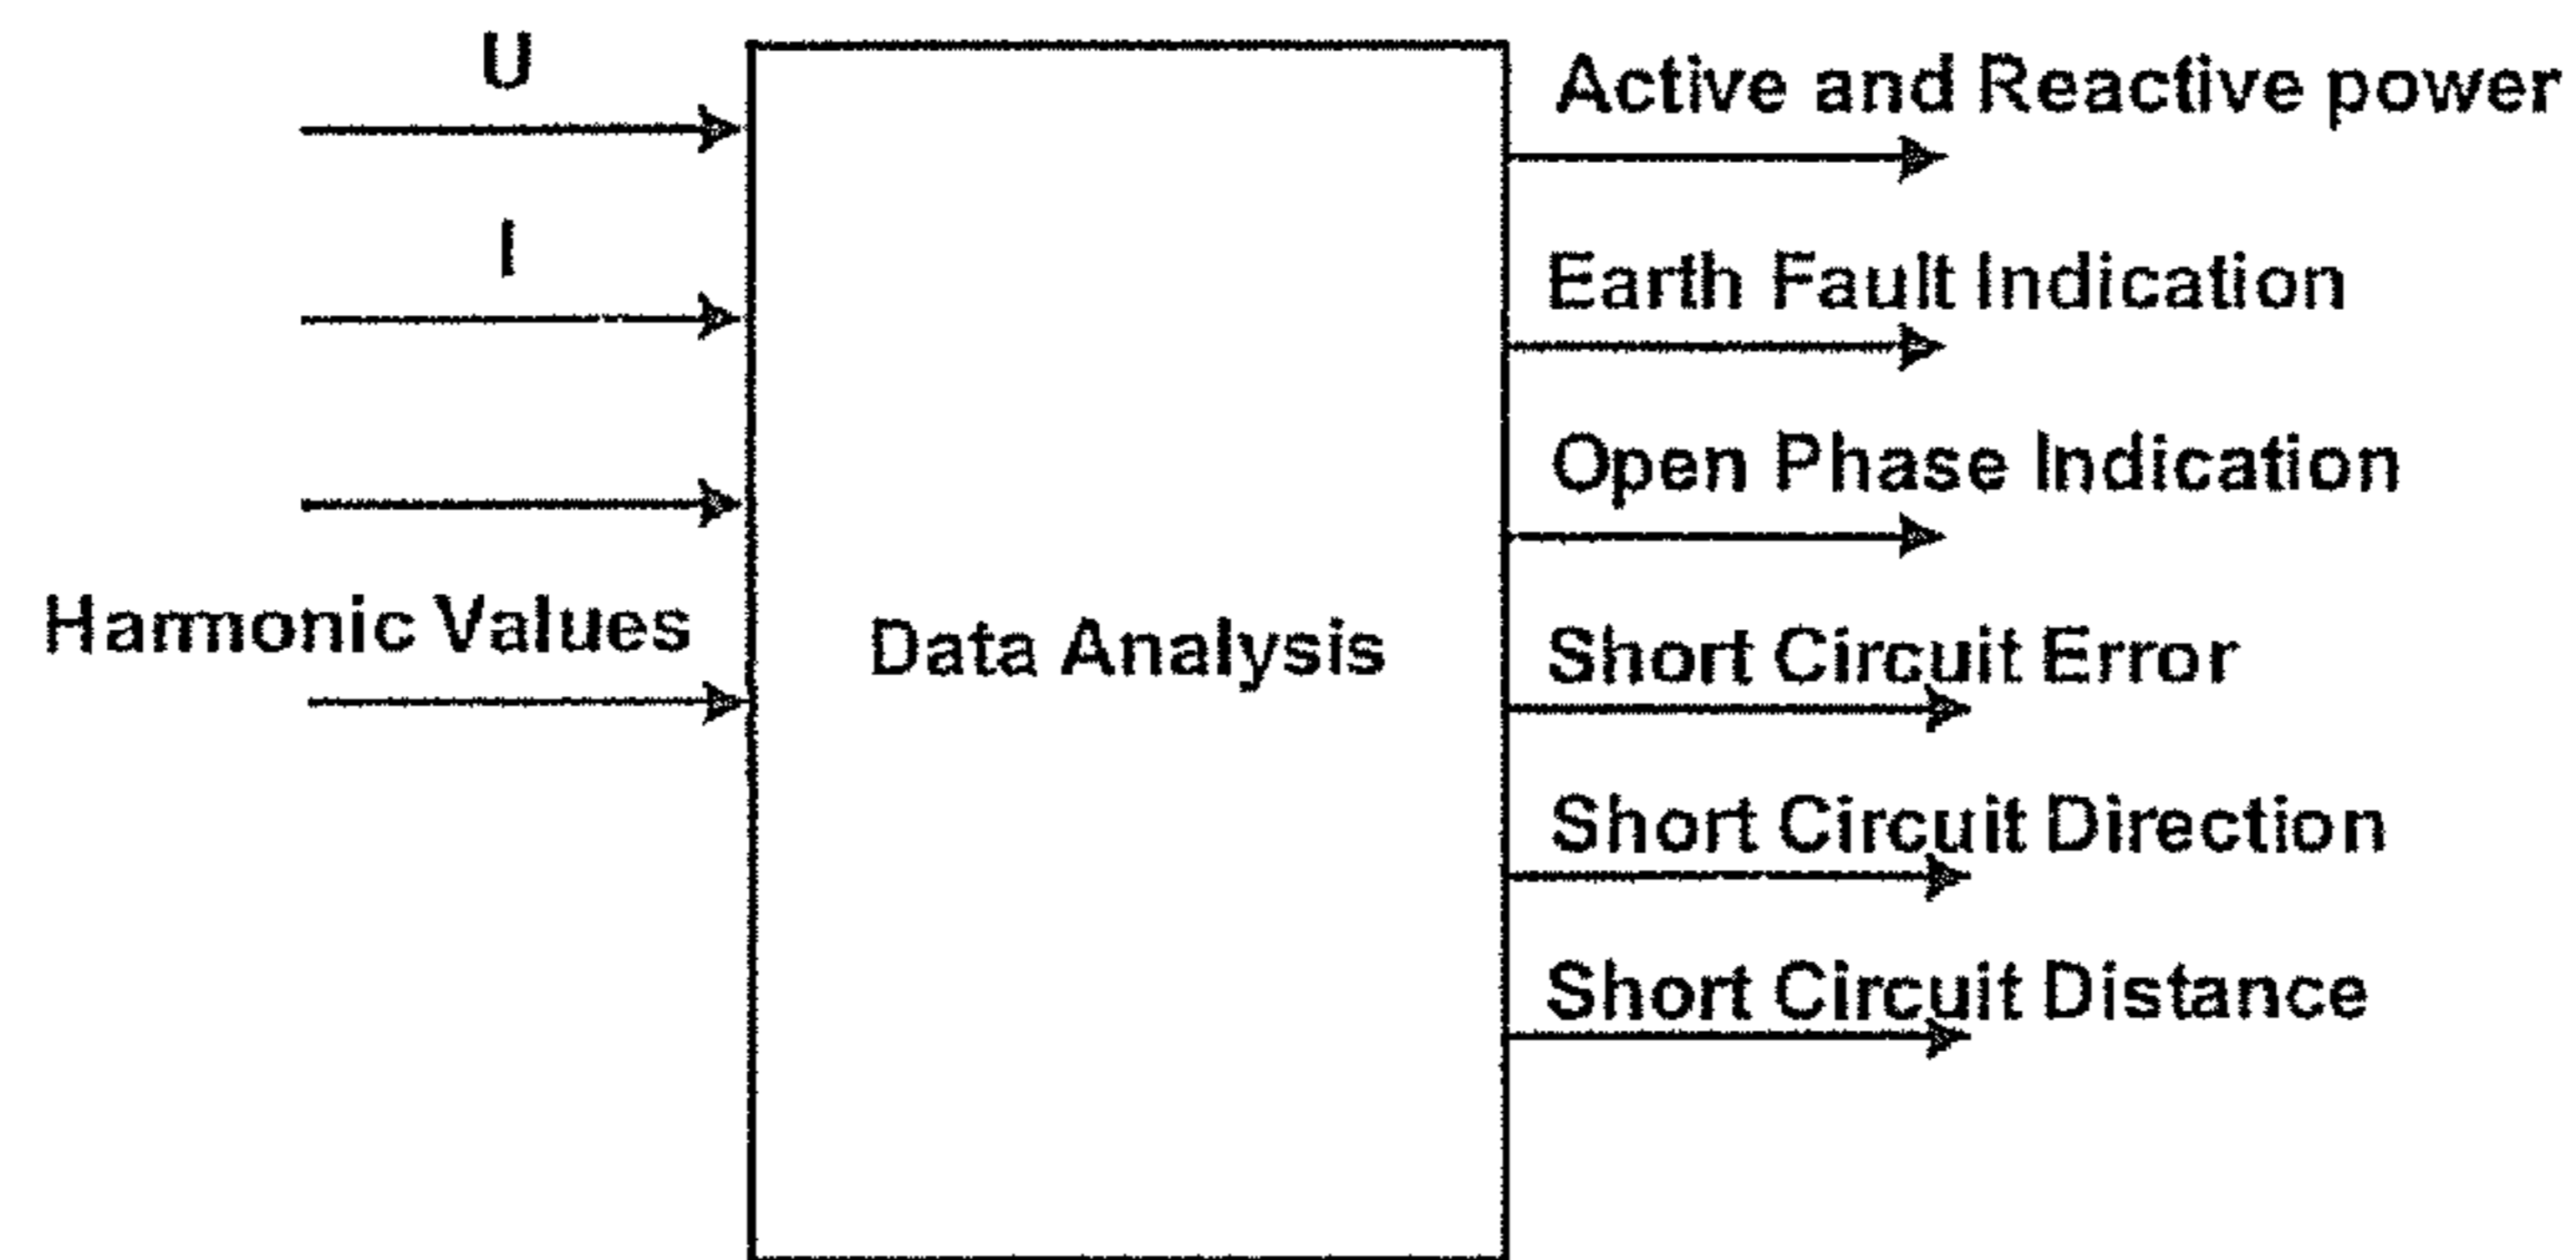 U
I
Harmonic Values
Data Analysis
Active and Reactive power
Earth Fault Indication
Open Phase Indication
Short Circuit Error
Short Circuit Direction
Short Circuit Distance